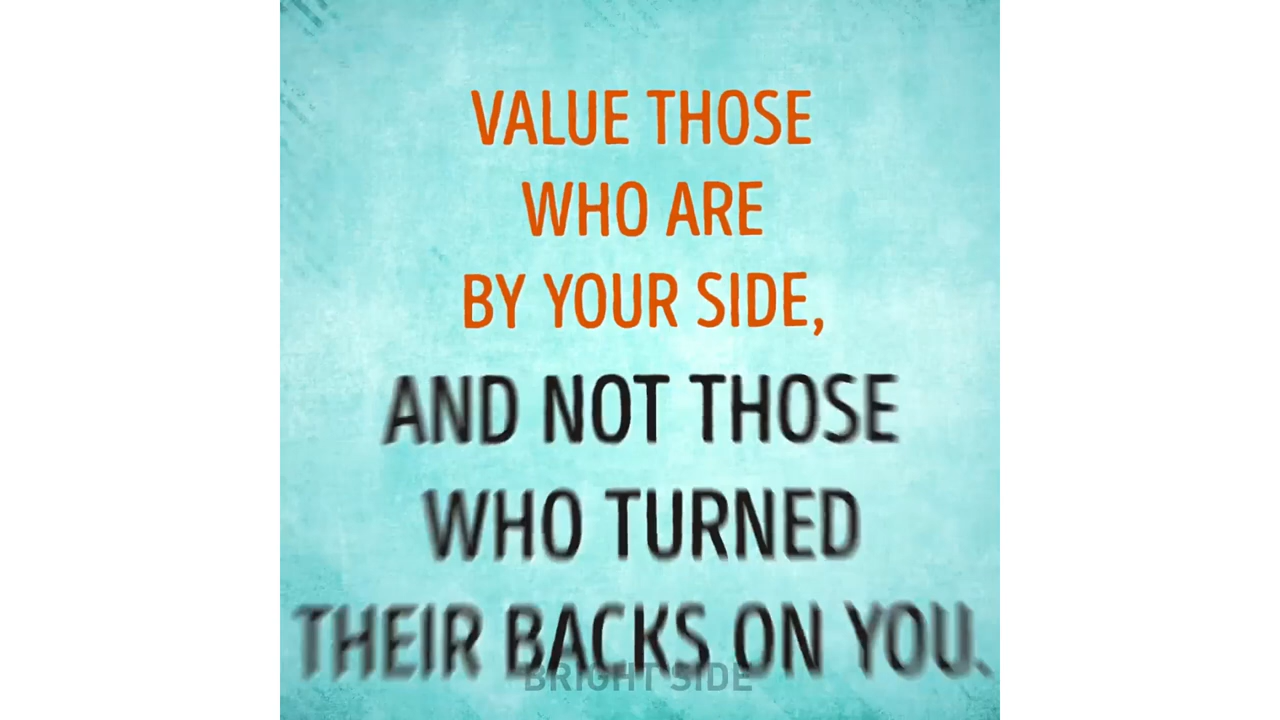 VALUE THOSE
WHO ARE
BY YOUR SIDE,
AND NOT THOSE
WHO TURNED
THEIR BACKS ON YOU.
BRIGHT SIDE